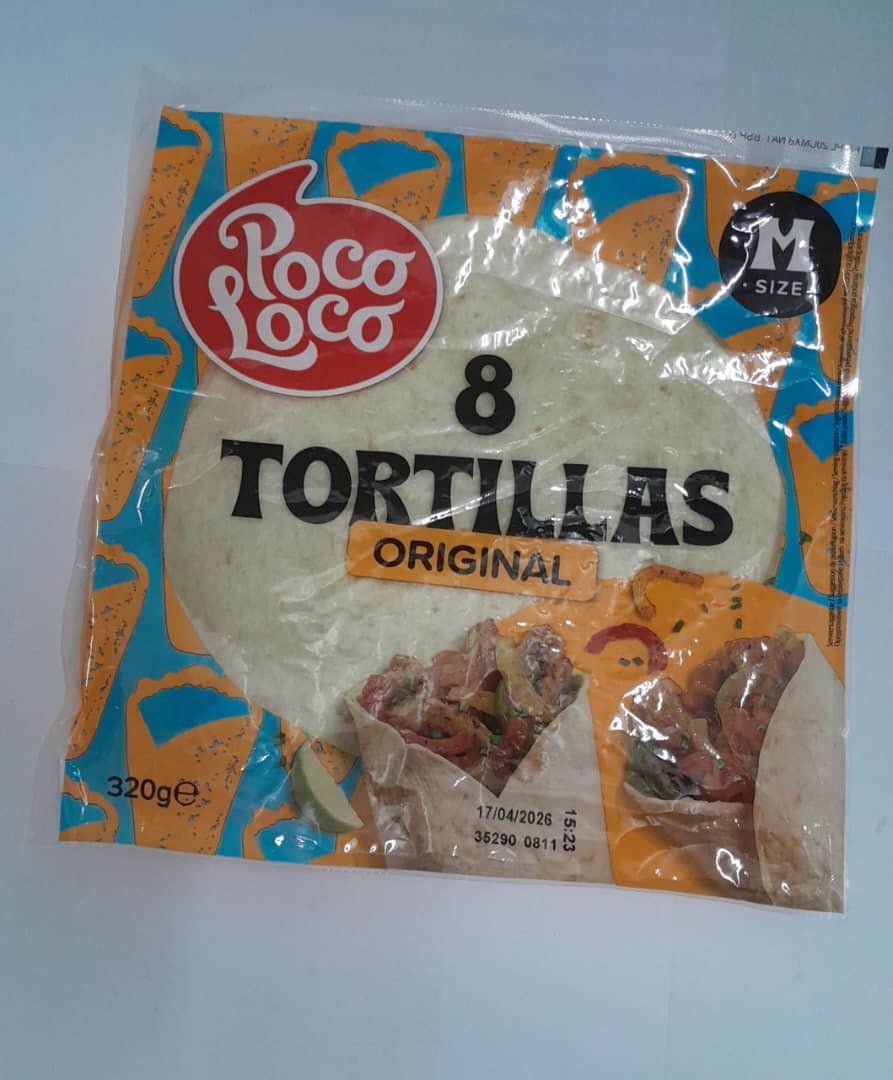 Poco
Loco
M
SIZE
8
TORTILLAS
ORIGINAL
320g℮
17/04/2026
35290 0811
15:23